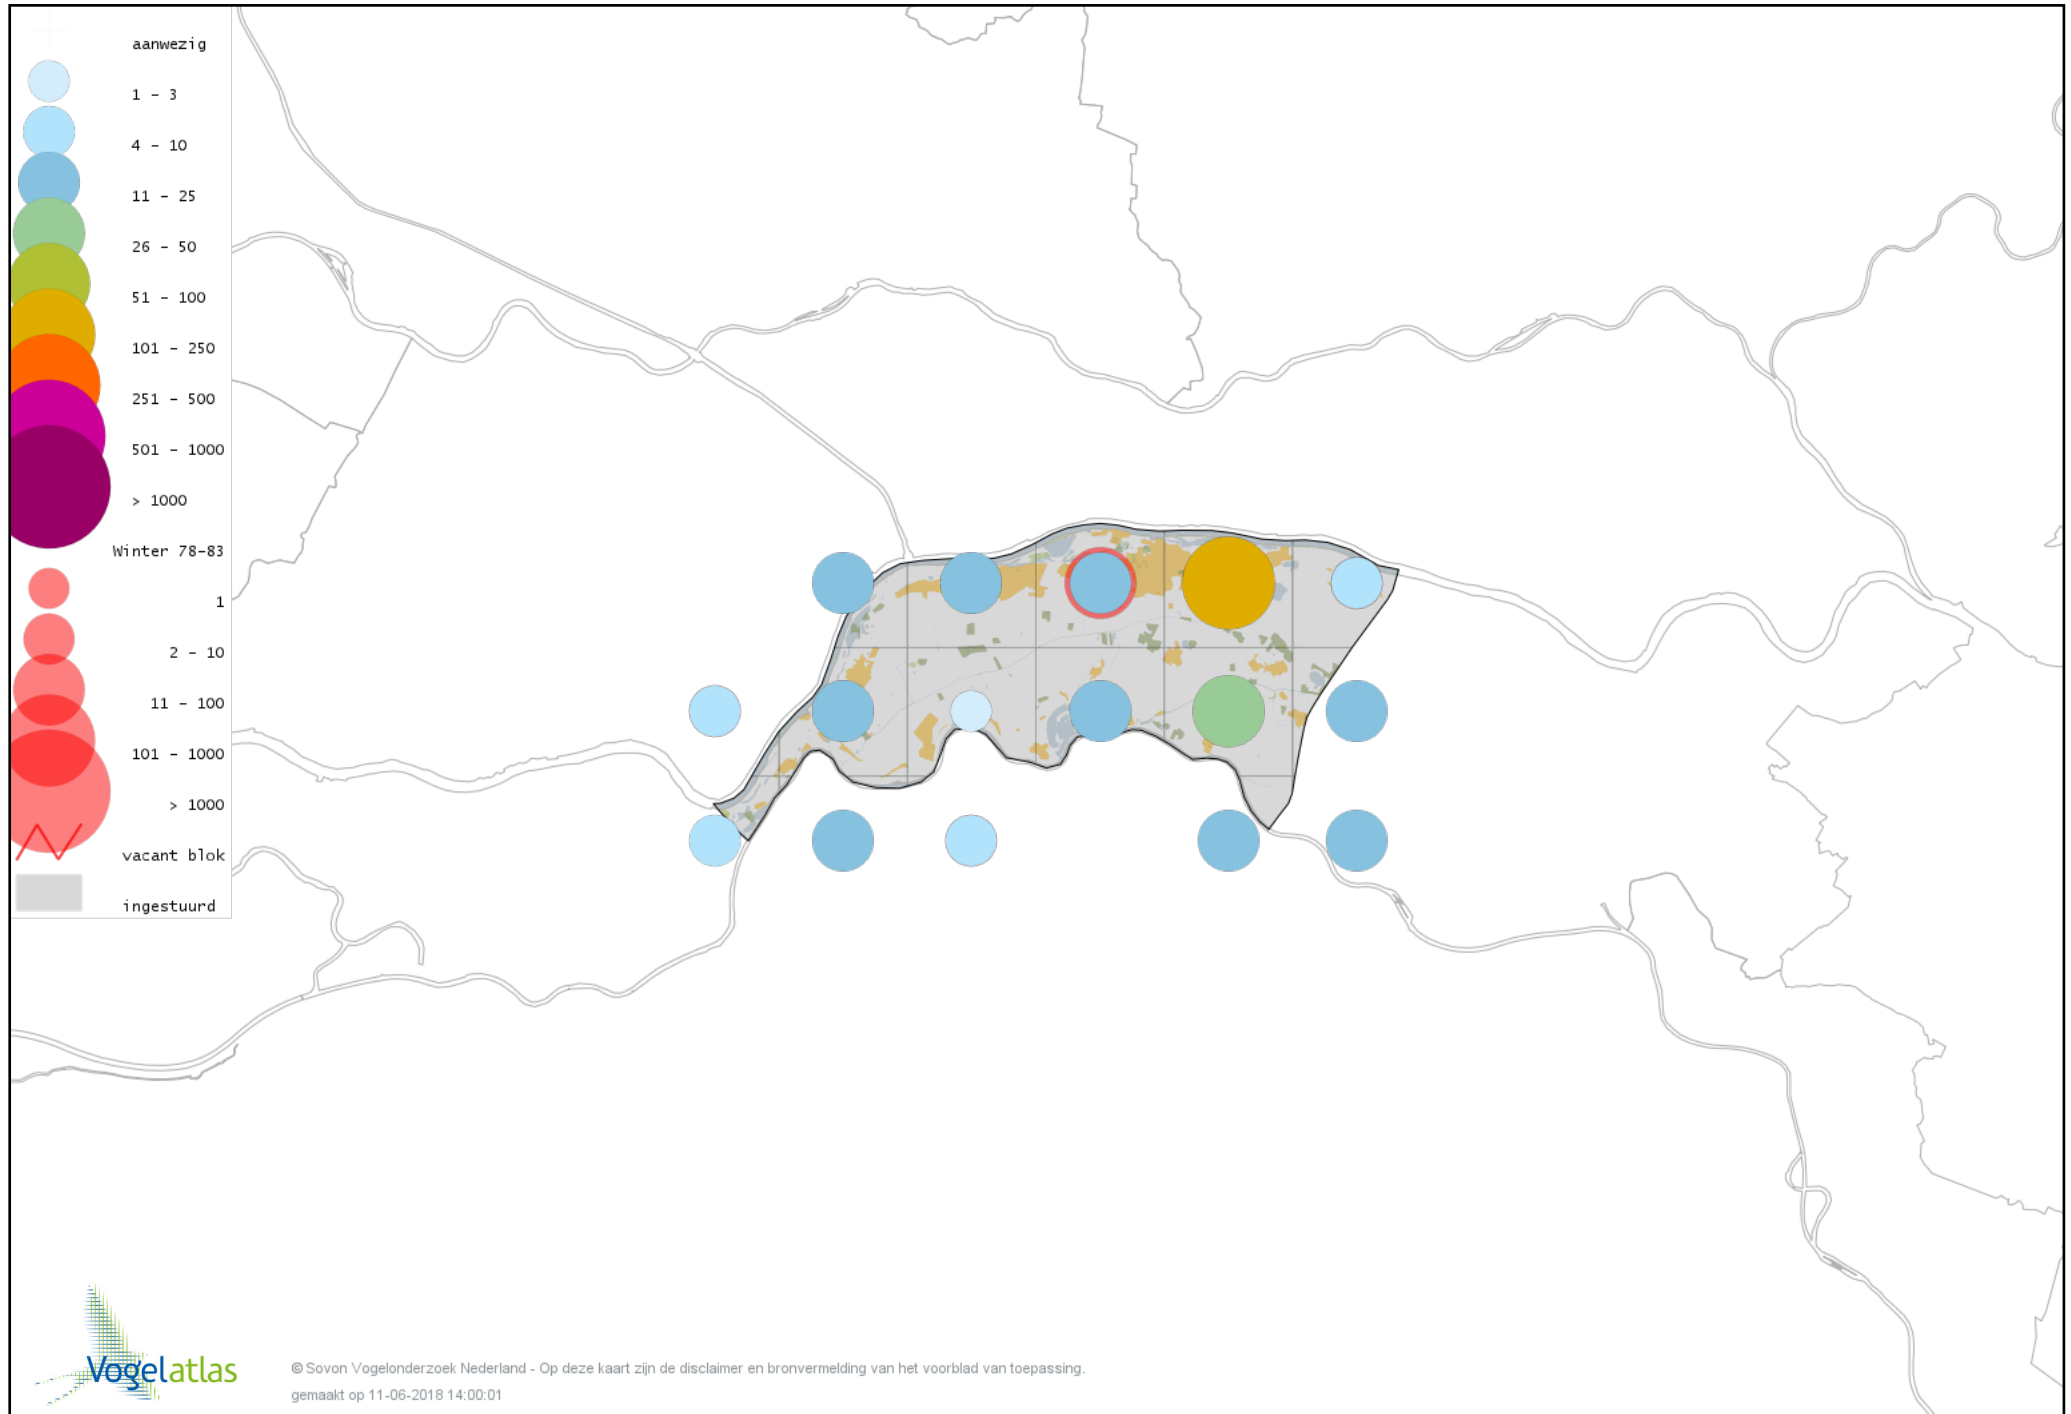 aanwezig
1 - 3
4 - 10
11 - 25
26 - 50
51 - 100
101 - 250
251 - 500
501 - 1000
> 1000
Winter 78-83
1
2 - 10
11 - 100
101 - 1000
> 1000
vacant blok
ingestuurd
Vogelatlas
© Sovon Vogelonderzoek Nederland - Op deze kaart zijn de disclaimer en bronvermelding van het voorblad van toepassing.
gemaakt op 11-06-2018 14:00:01